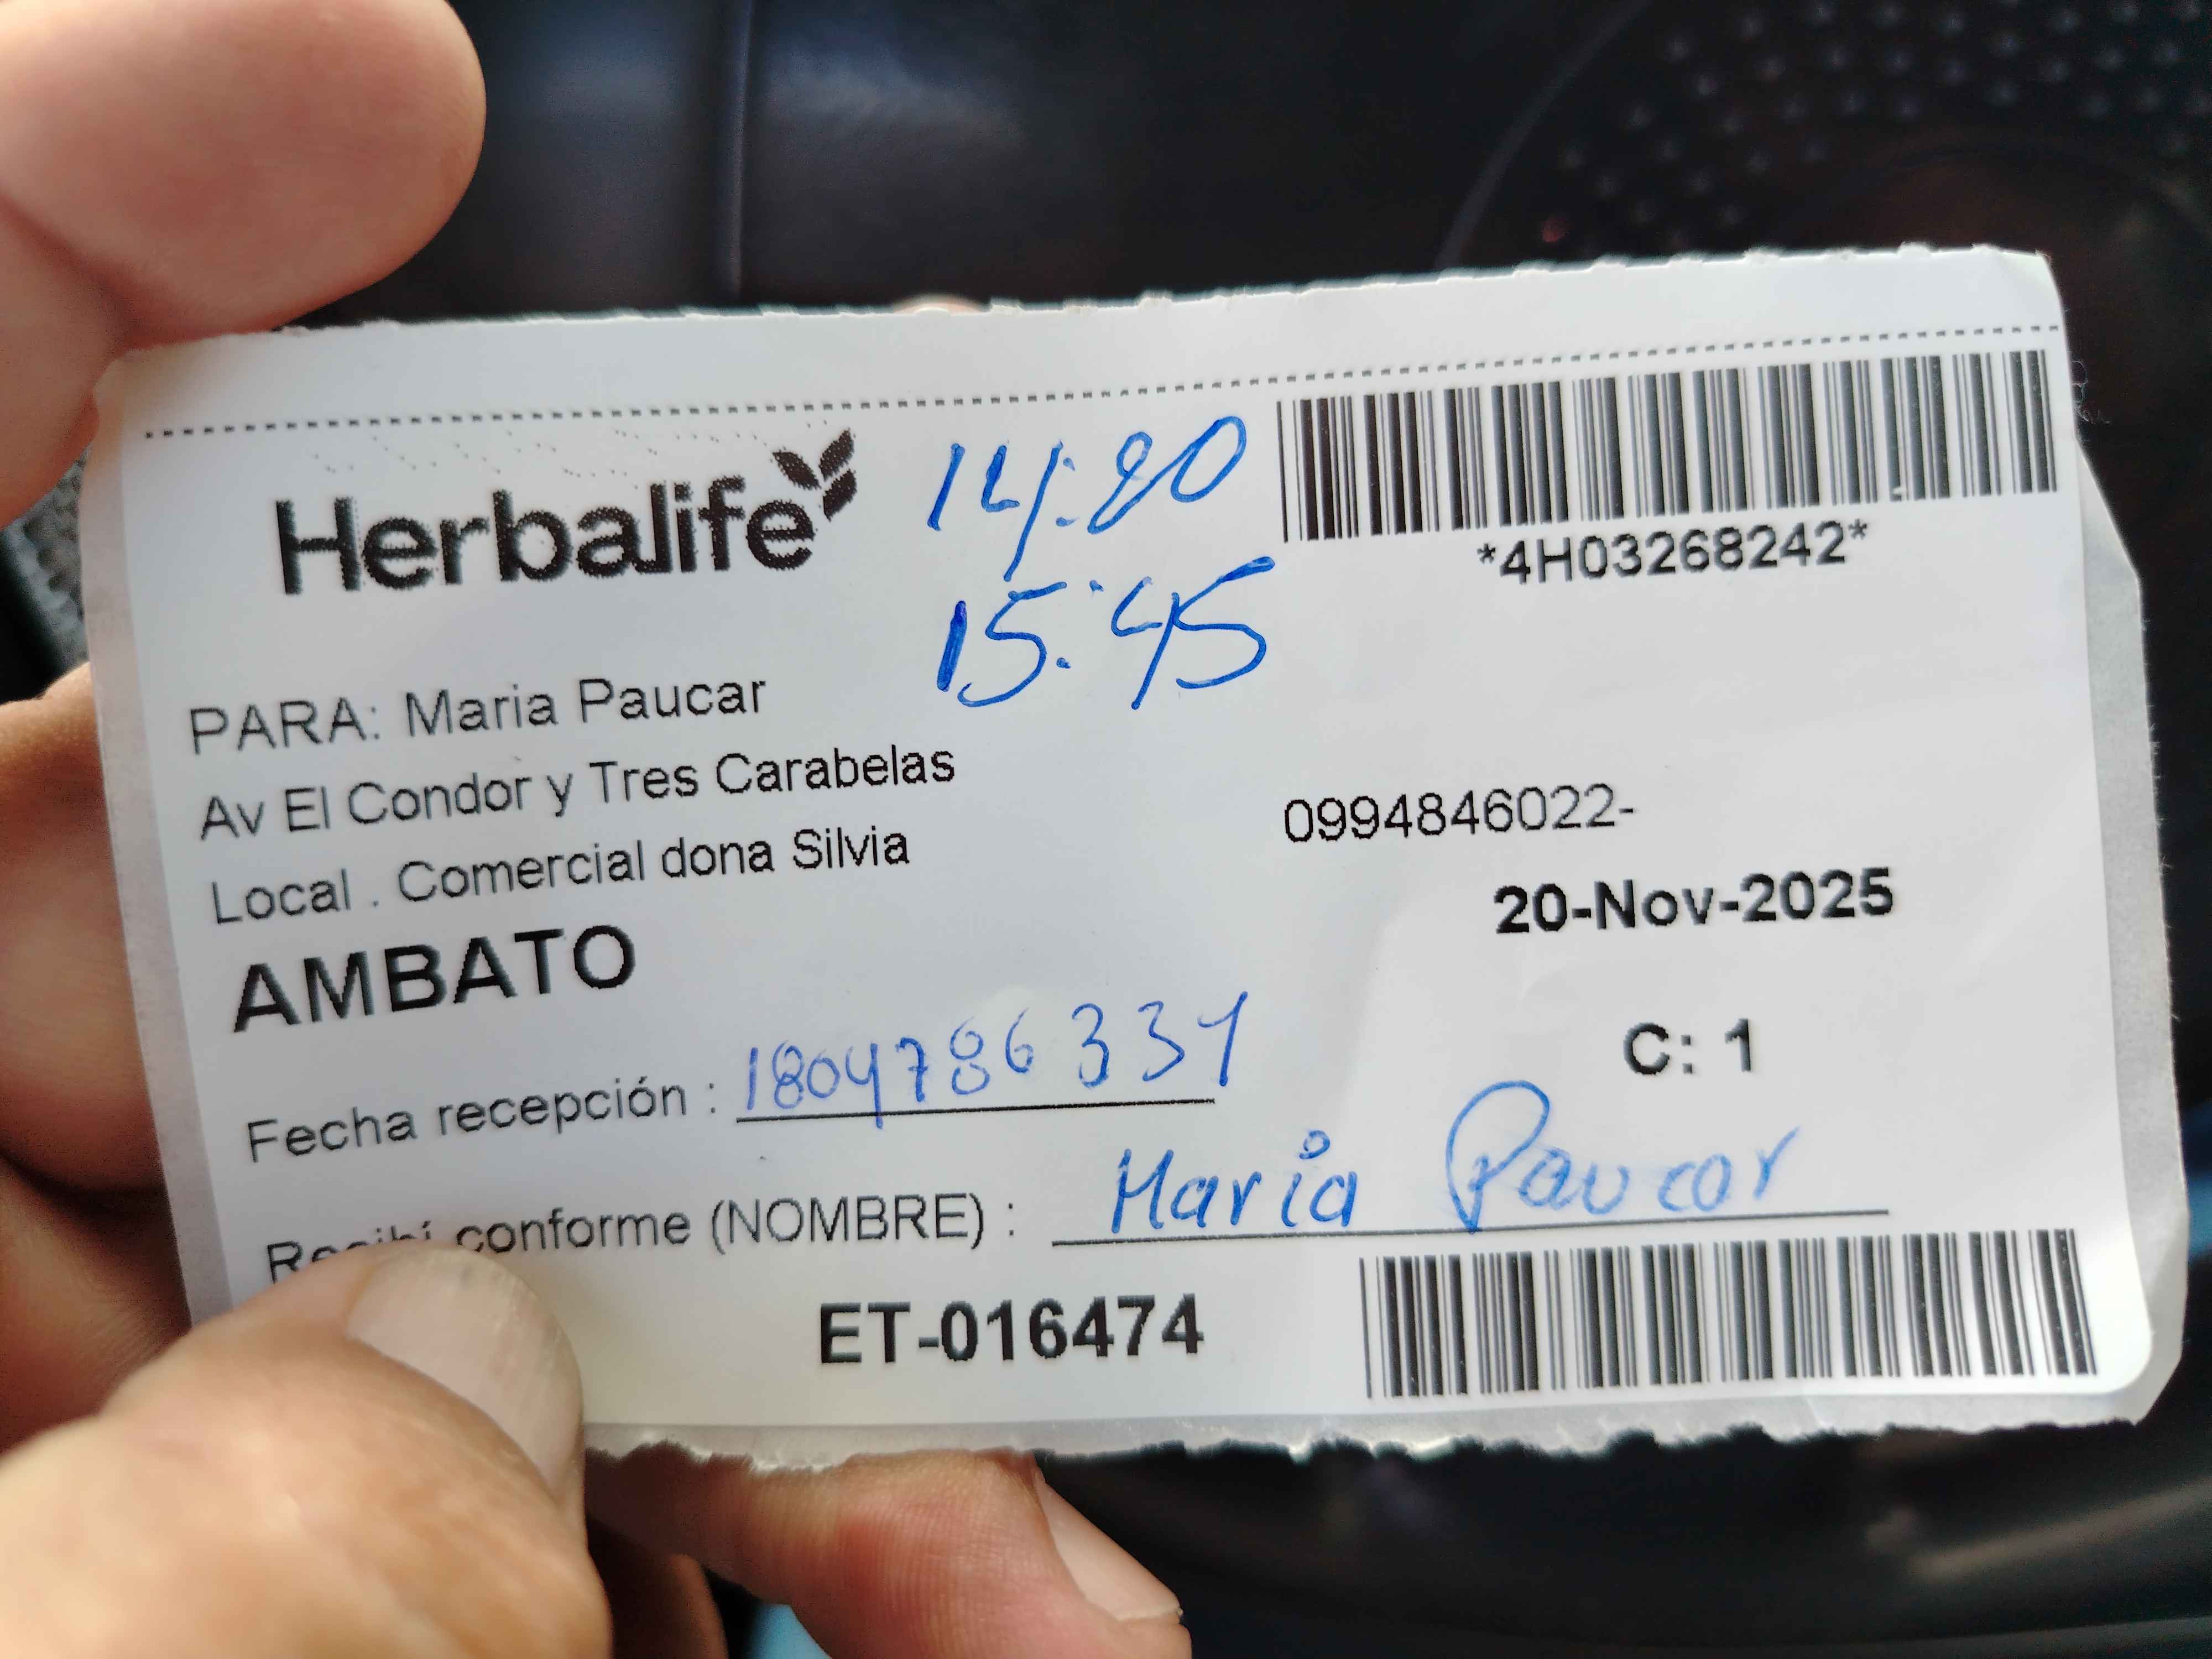 Herbalife
14:20
15:45
*4H03268242*
PARA: Maria Paucar
Av El Condor y Tres Carabelas
Local . Comercial dona Silvia
0994846022-
AMBATO
20-Nov-2025
C: 1
Fecha recepción : 1804786331
Recibí conforme (NOMBRE) : Maria Paucar
ET-016474